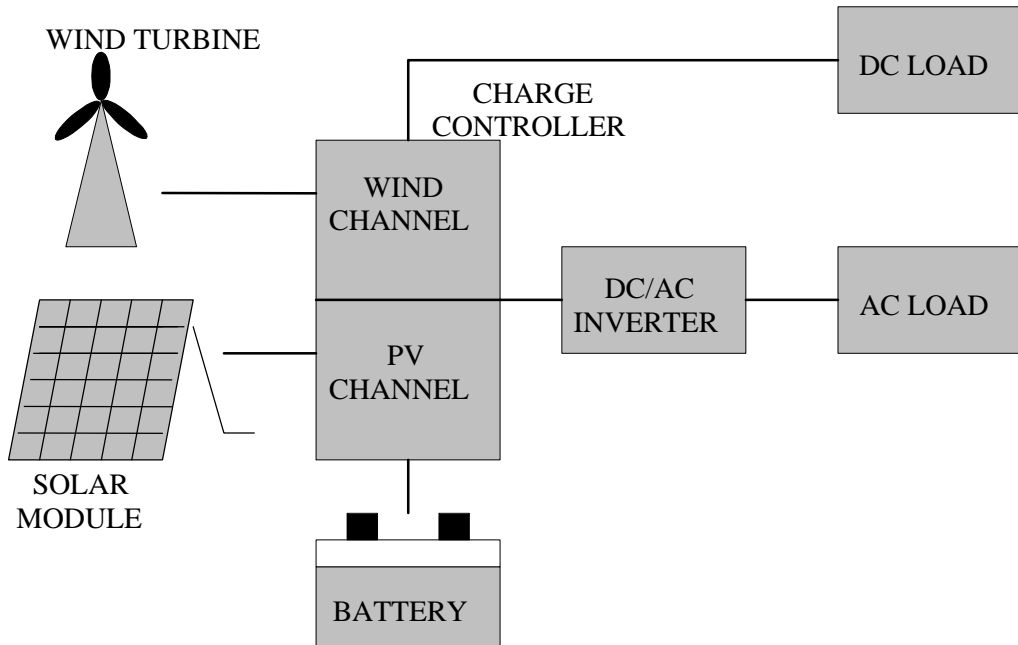 WIND TURBINE
DC LOAD
CHARGE
CONTROLLER
WIND
CHANNEL
DC/AC
INVERTER
AC LOAD
PV
CHANNEL
SOLAR
MODULE
BATTERY